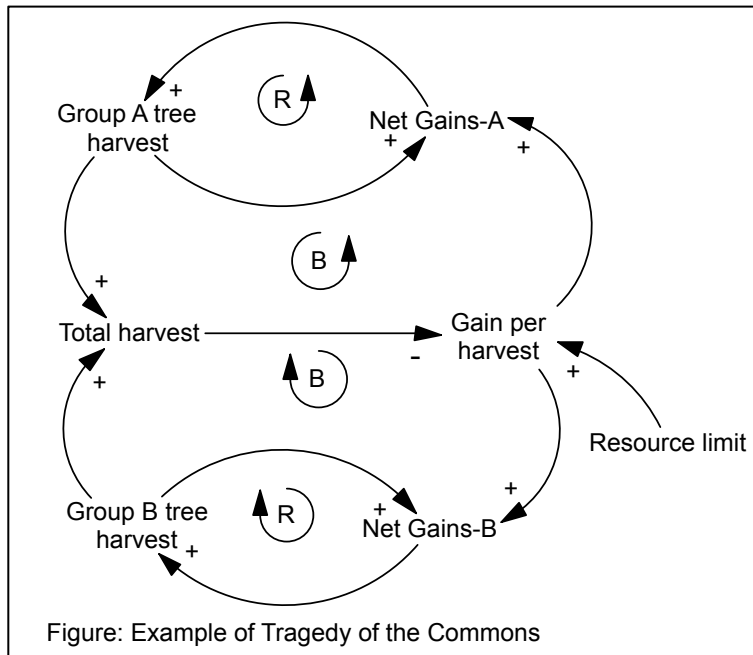 +
R
Group A tree
harvest
Net Gains-A
+
+
B
+
Total harvest
Gain per
harvest
-
+
B
+
Resource limit
Group B tree
harvest
+
R
+
+
Net Gains-B
Figure: Example of Tragedy of the Commons